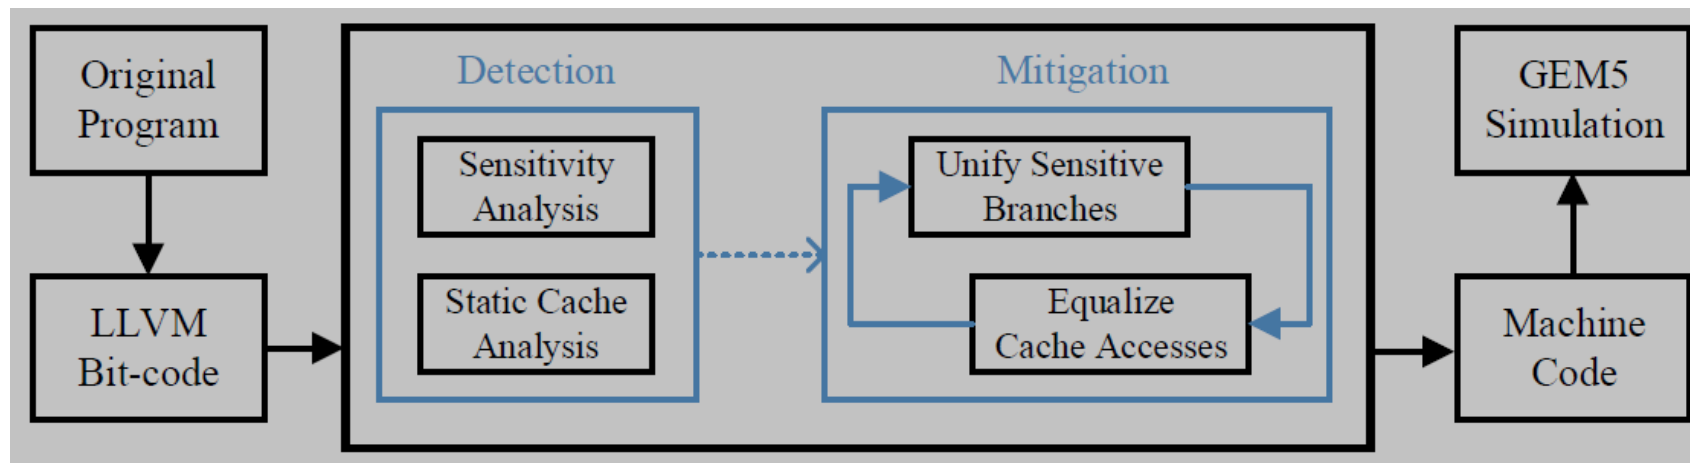 Original
Program
LLVM
Bit-code
Detection
Sensitivity
Analysis
Static Cache
Analysis
Mitigation
Unify Sensitive
Branches
Equalize
Cache Accesses
GEM5
Simulation
Machine
Code